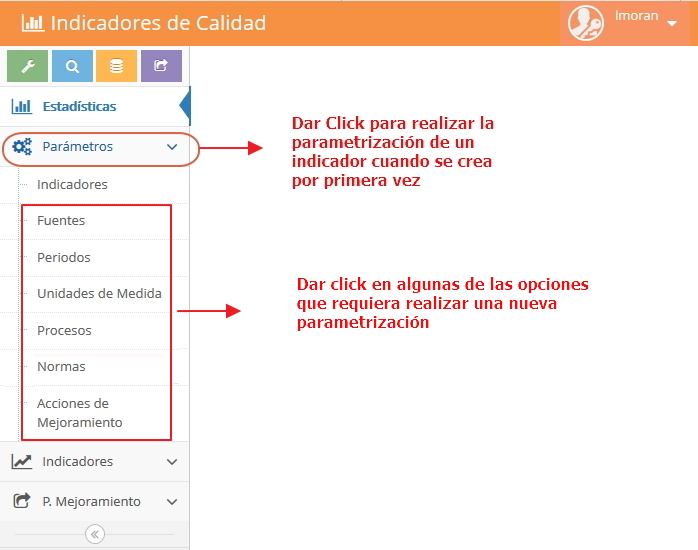 Indicadores de Calidad
lmoran
Estadísticas
Parámetros
Indicadores
Fuentes
Periodos
Unidades de Medida
Procesos
Normas
Acciones de
Mejoramiento
Indicadores
P. Mejoramiento
Dar Click para realizar la
parametrización de un
indicador cuando se crea
por primera vez
Dar click en algunas de las opciones
que requiera realizar una nueva
parametrización